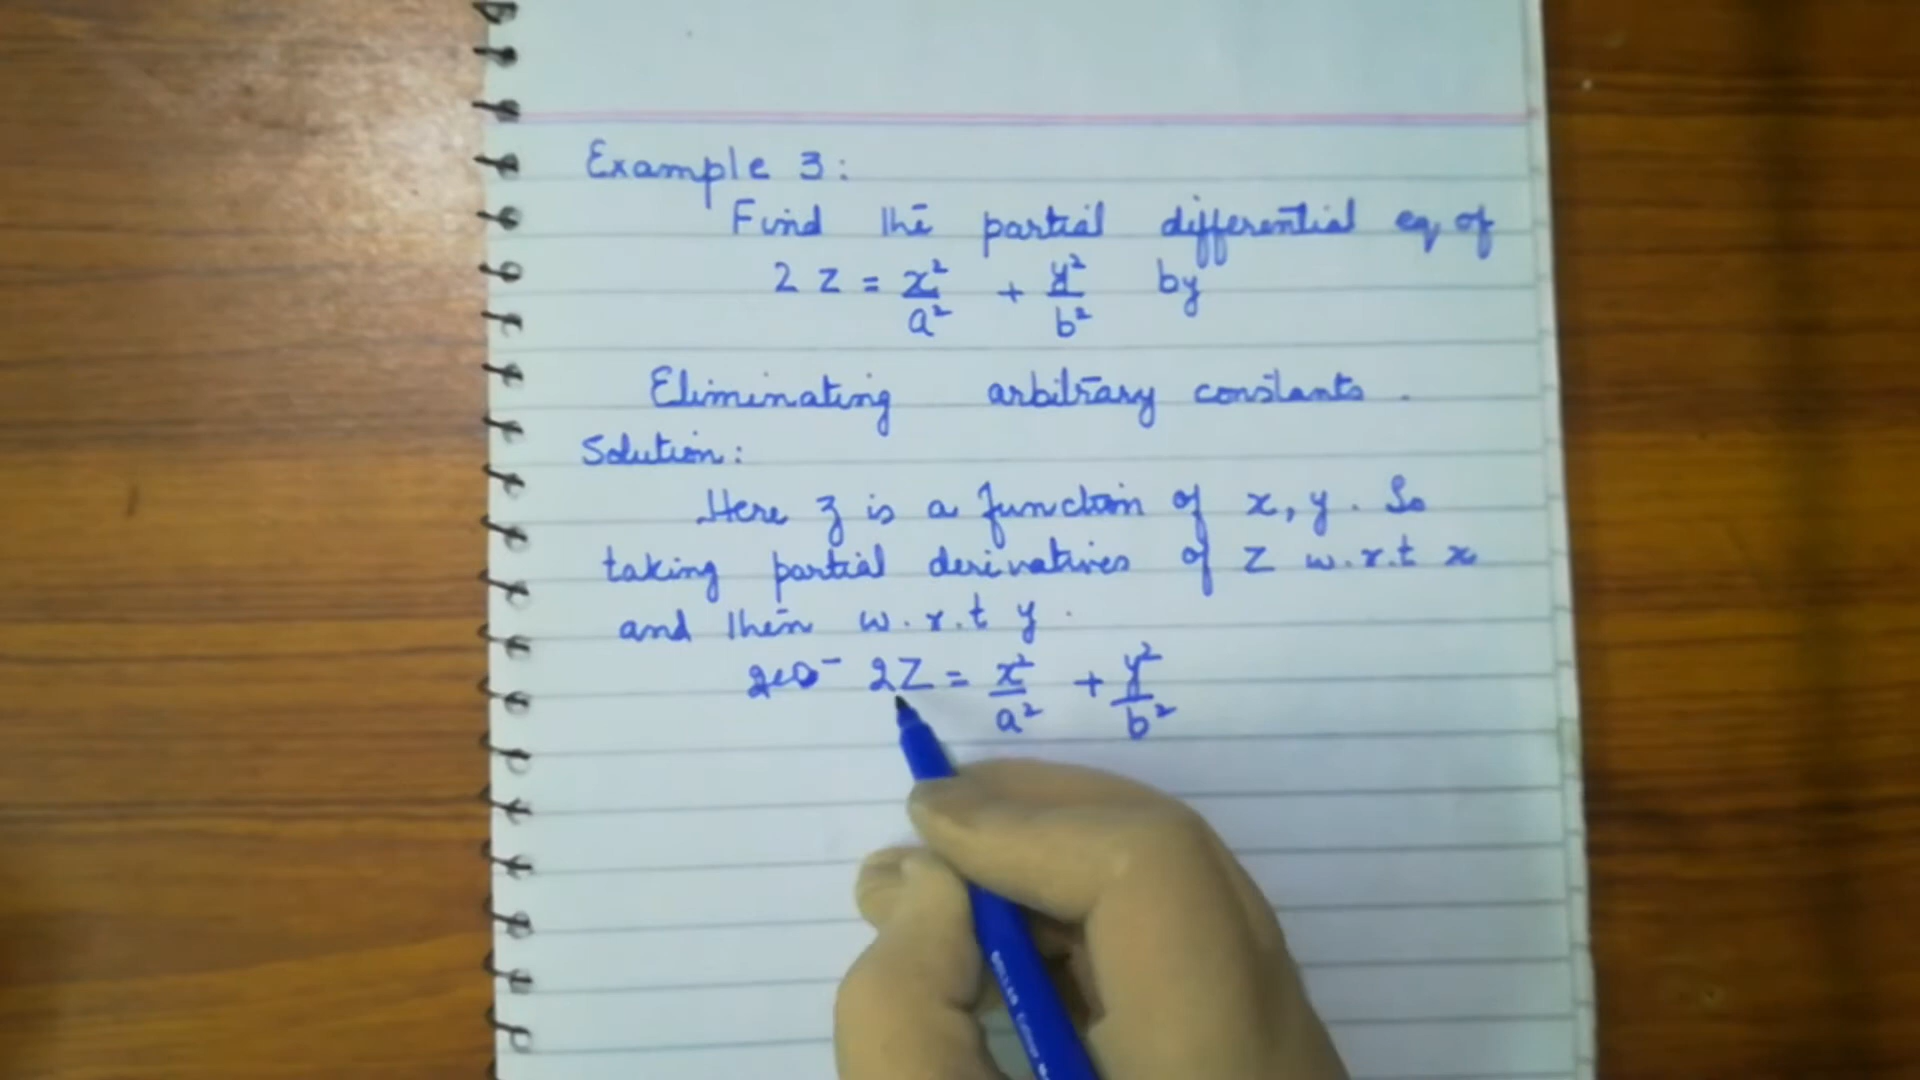 Example 3:
Find the partial differential eq of
2 Z = x²/a² + y²/b² by
Eliminating arbitrary constants.
Solution:
Here z is a function of x, y. So
taking partial derivatives of Z w.r.t x
and then w.r.t y.
2Z = x²/a² + y²/b²